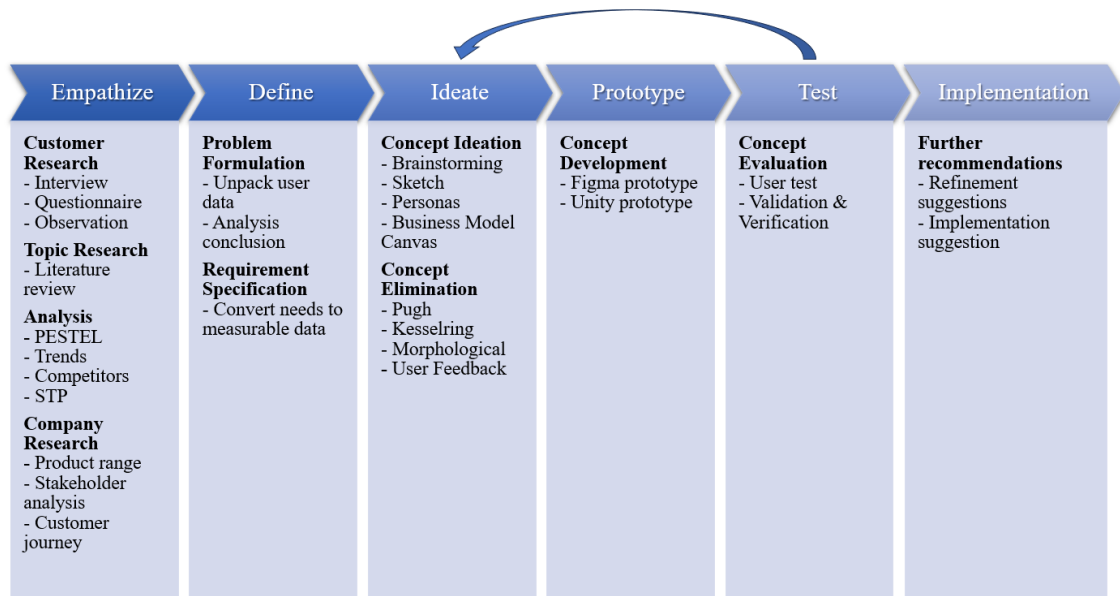 Empathize
Customer
Research
- Interview
- Questionnaire
- Observation
Topic Research
- Literature
review
Analysis
- PESTEL
- Trends
- Competitors
- STP
Company
Research
- Product range
- Stakeholder
analysis
- Customer
journey
Define
Problem
Formulation
- Unpack user
data
- Analysis
conclusion
Requirement
Specification
- Convert needs to
measurable data
Ideate
Concept Ideation
- Brainstorming
- Sketch
- Personas
- Business Model
Canvas
Concept
Elimination
- Pugh
- Kesselring
- Morphological
- User Feedback
Prototype
Concept
Development
- Figma prototype
- Unity prototype
Test
Concept
Evaluation
- User test
- Validation &
Verification
Implementation
Further
recommendations
- Refinement
suggestions
- Implementation
suggestion